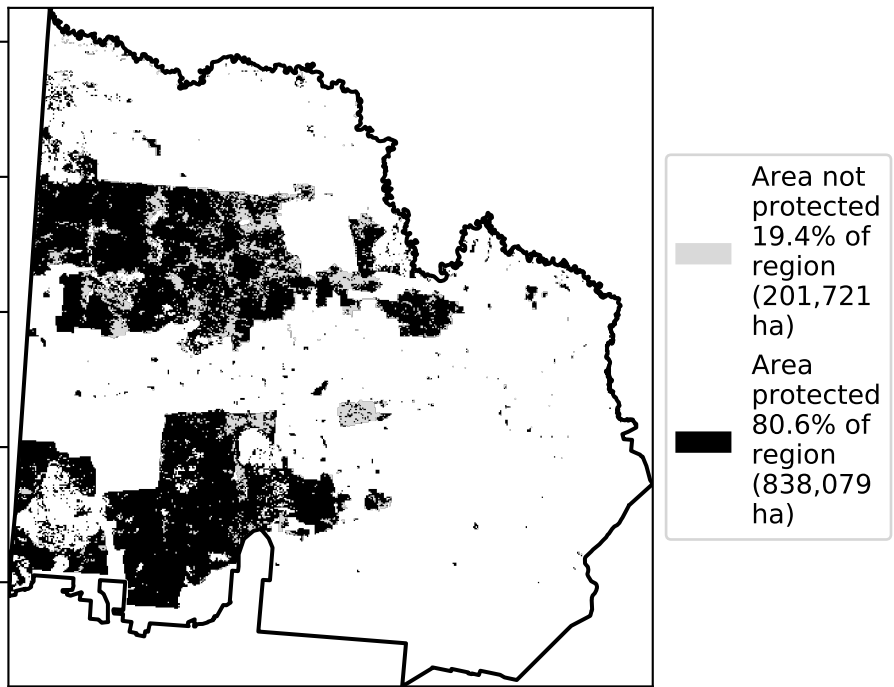 Area not
protected
19.4% of
region
(201,721
ha)
Area
protected
80.6% of
region
(838,079
ha)